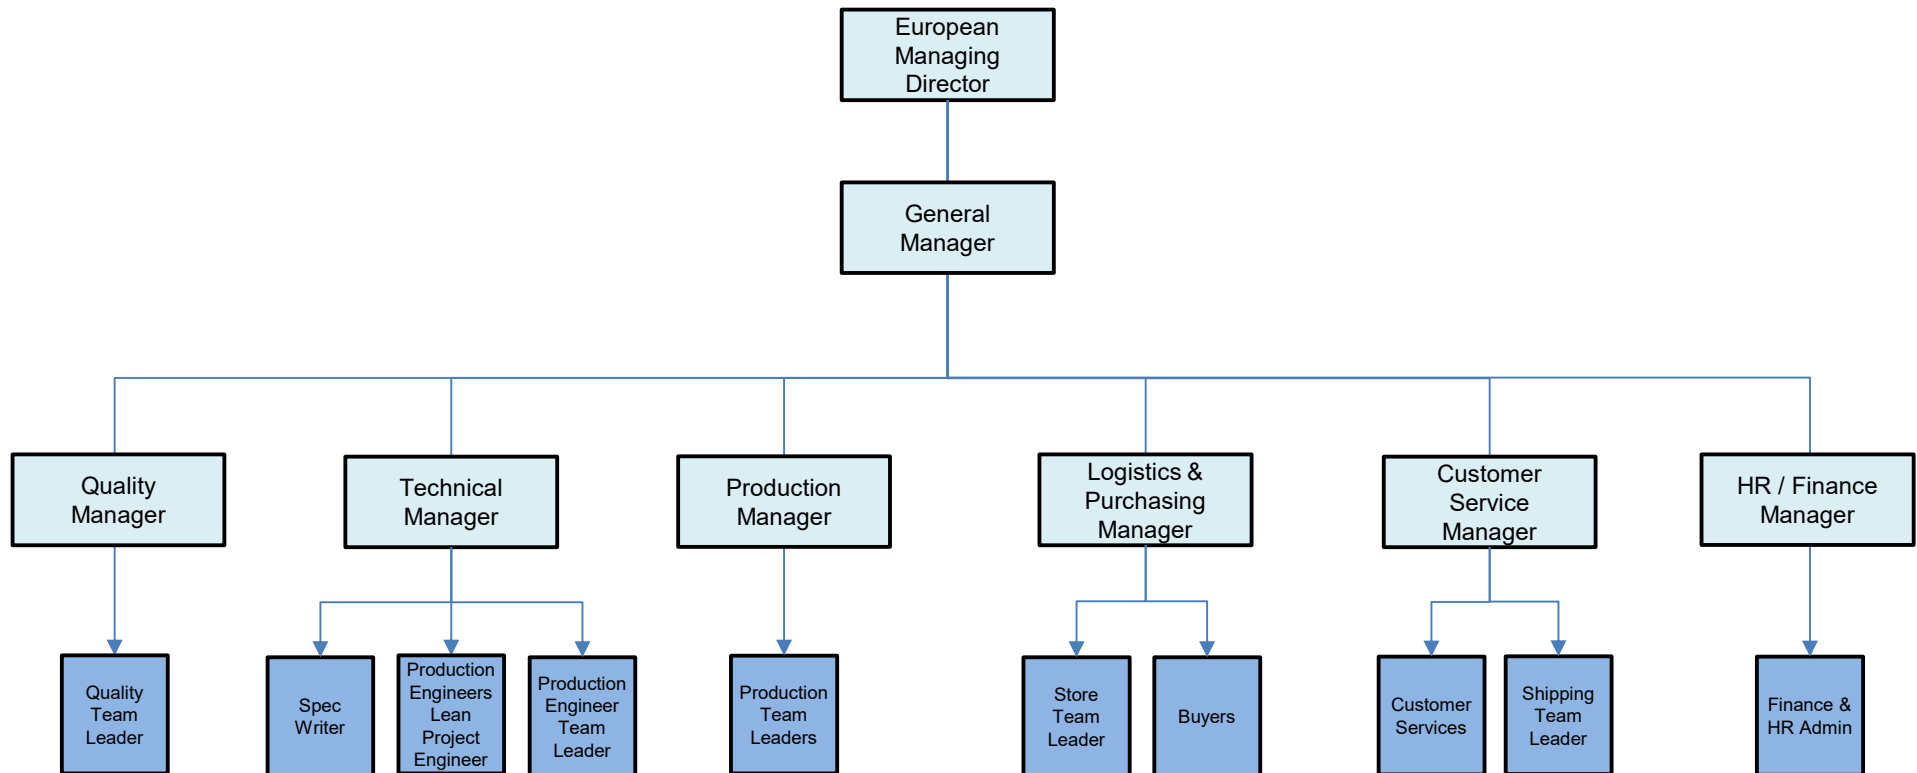 European
Managing
Director
General
Manager
Quality
Manager
Technical
Manager
Production
Manager
Logistics &
Purchasing
Manager
Customer
Service
Manager
HR / Finance
Manager
Quality
Team
Leader
Spec
Writer
Production
Engineers
Lean
Project
Engineer
Production
Engineer
Team
Leader
Production
Team
Leaders
Store
Team
Leader
Buyers
Customer
Services
Shipping
Team
Leader
Finance &
HR Admin